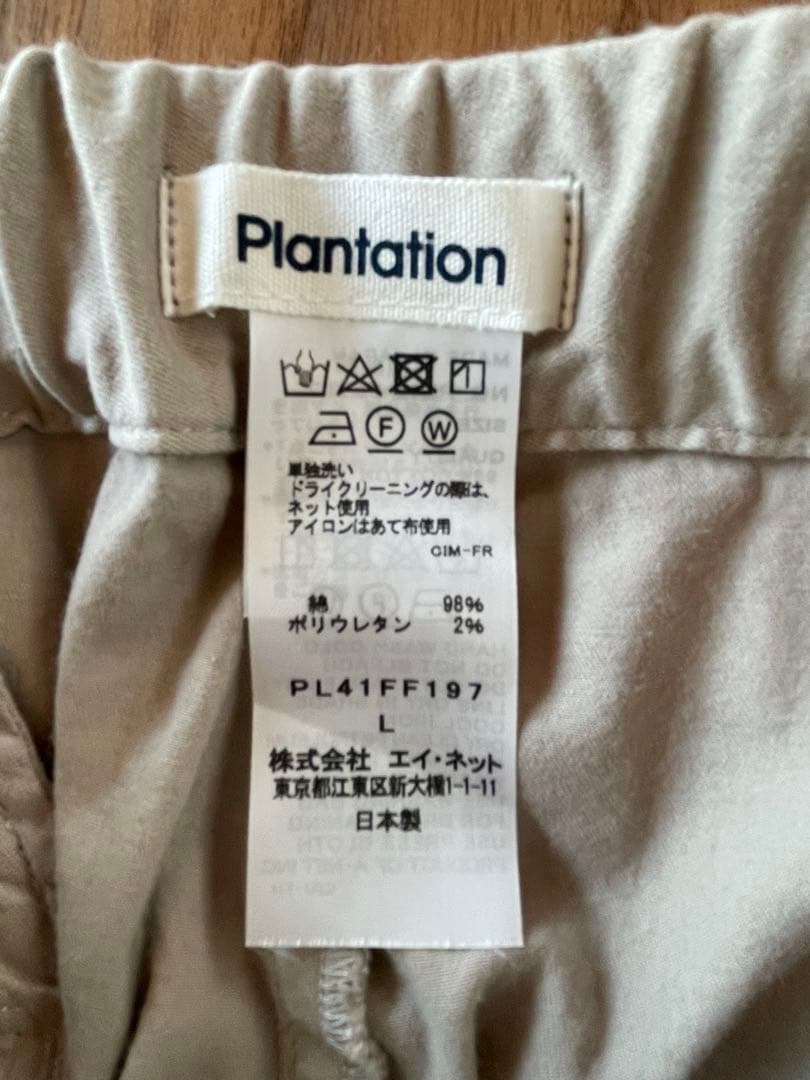 Plantation
F W
単独洗い
ドライクリーニングの際は、
ネット使用
アイロンはあて布使用
CIM-FR
綿 98%
ポリウレタン 2%
PL41FF197
L
株式会社 エイ・ネット
東京都江東区新大橋1-1-11
日本製